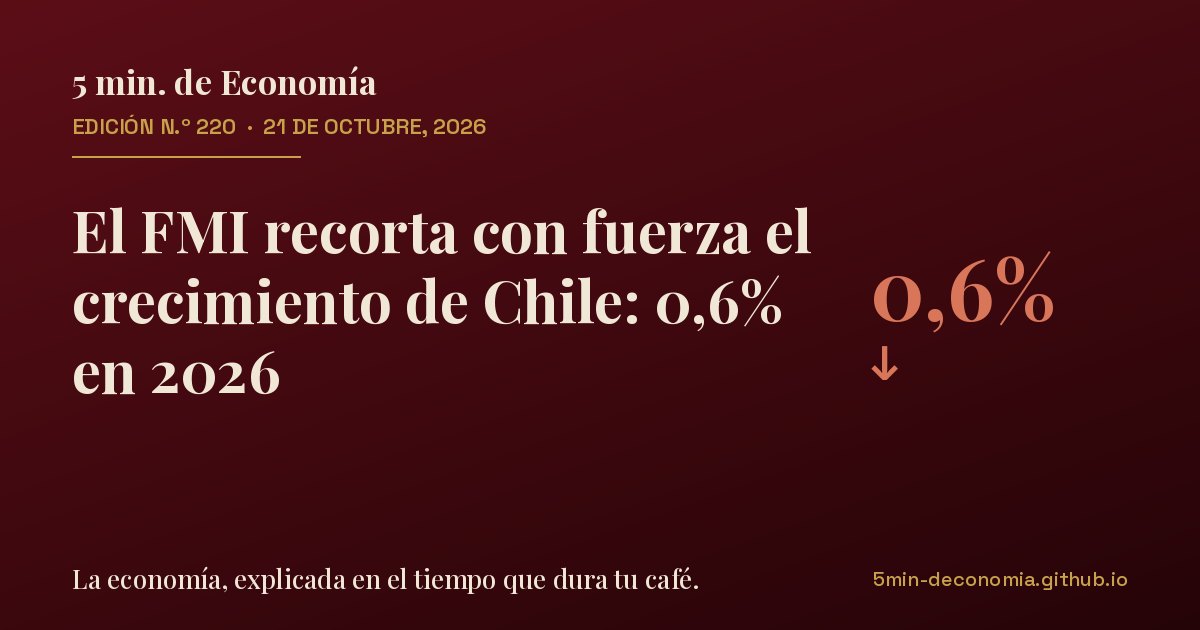 5 min. de Economía
EDICIÓN N.º 220 · 21 DE OCTUBRE, 2026
El FMI recorta con fuerza el
crecimiento de Chile: 0,6%
en 2026
0,6%
↓
La economía, explicada en el tiempo que dura tu café.
5min-deconomia.github.io